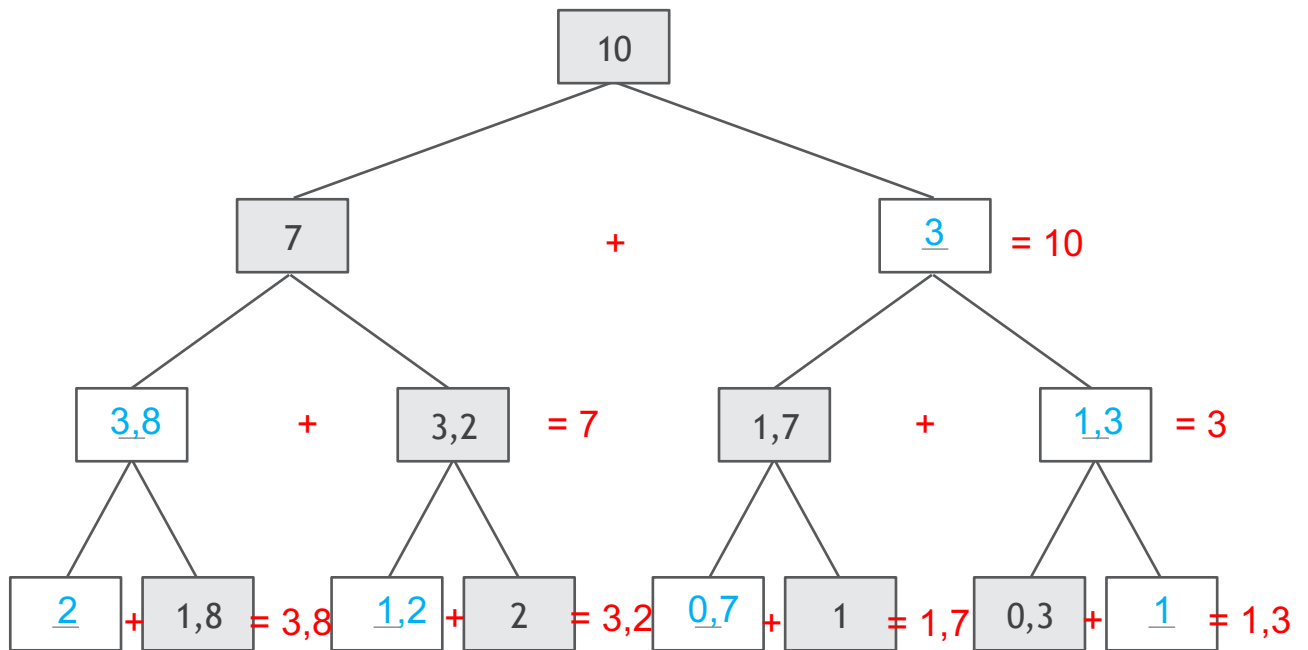 10
7 + 3 = 10
3,8 + 3,2 = 7 1,7 + 1,3 = 3
2 + 1,8 = 3,8 1,2 + 2 = 3,2 0,7 + 1 = 1,7 0,3 + 1 = 1,3